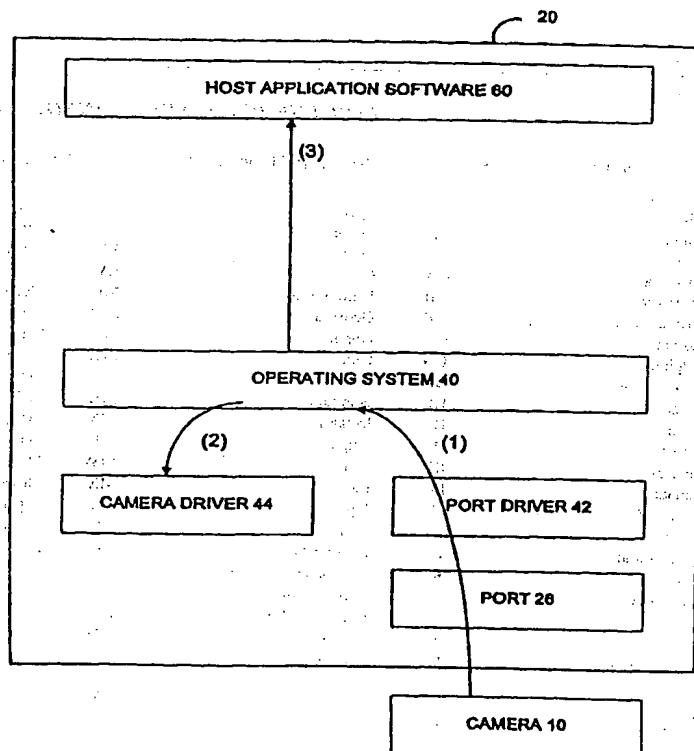 20
HOST APPLICATION SOFTWARE 60
(3)
OPERATING SYSTEM 40
(2)
(1)
CAMERA DRIVER 44
PORT DRIVER 42
PORT 26
CAMERA 10